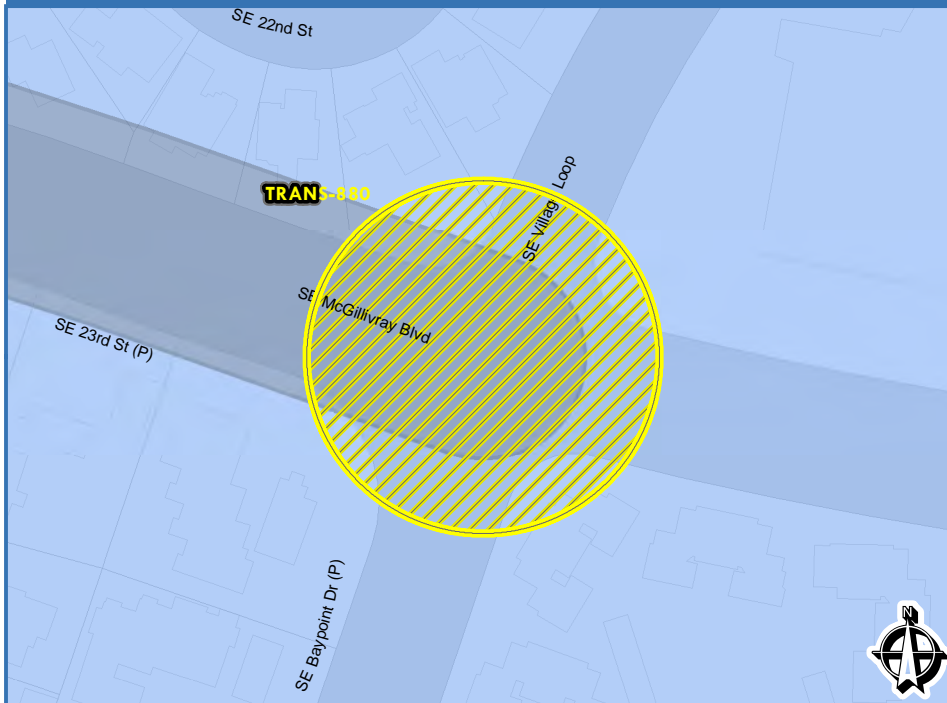 SE 22nd St
SE Village Loop
TRANS-880
SE McGillivray Blvd
SE 23rd St (P)
SE Baypoint Dr (P)
N